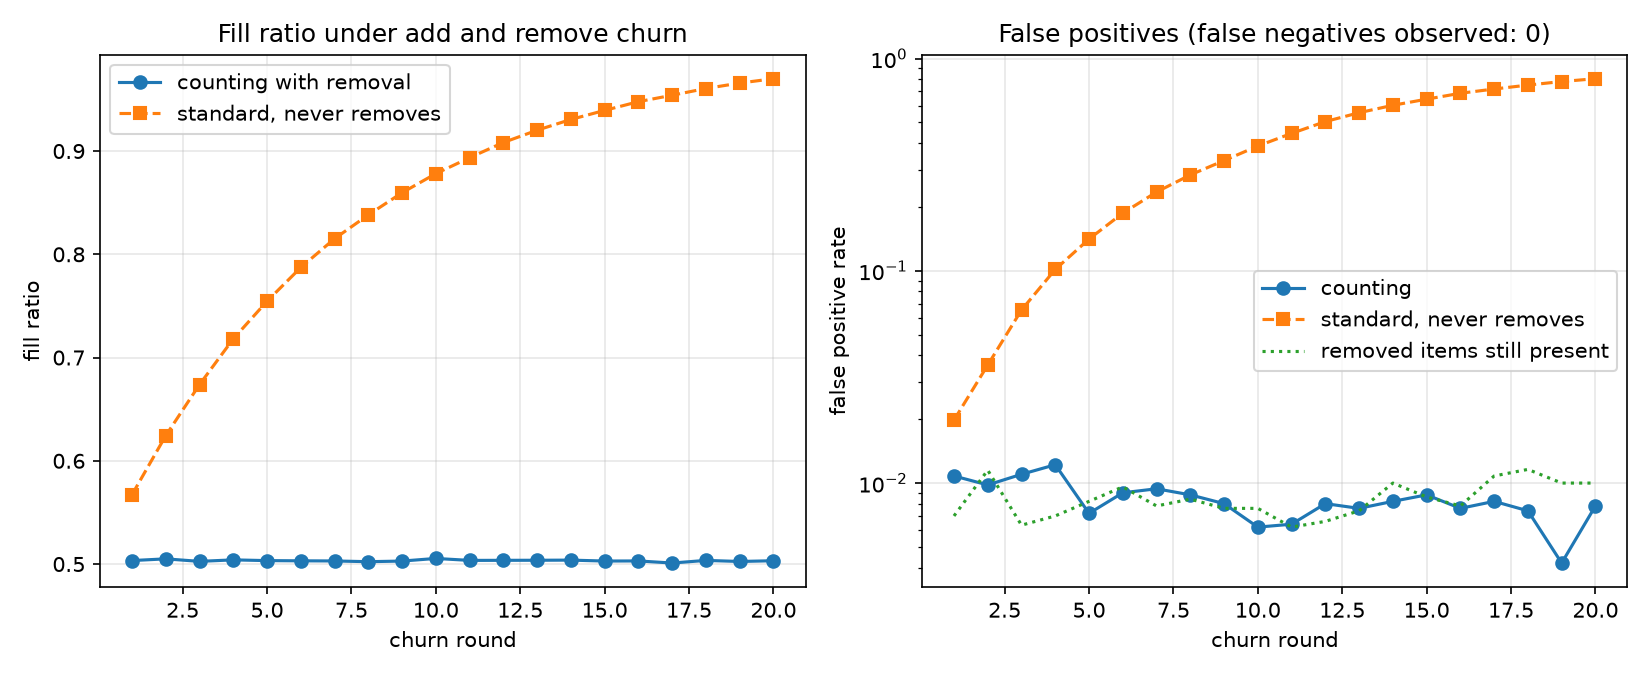 Fill ratio under add and remove churn
counting with removal
standard, never removes
0.9
0.8
0.7
0.6
0.5
fill ratio
2.5 5.0 7.5 10.0 12.5 15.0 17.5 20.0
churn round
False positives (false negatives observed: 0)
10⁰
10⁻¹
10⁻²
false positive rate
counting
standard, never removes
removed items still present
2.5 5.0 7.5 10.0 12.5 15.0 17.5 20.0
churn round